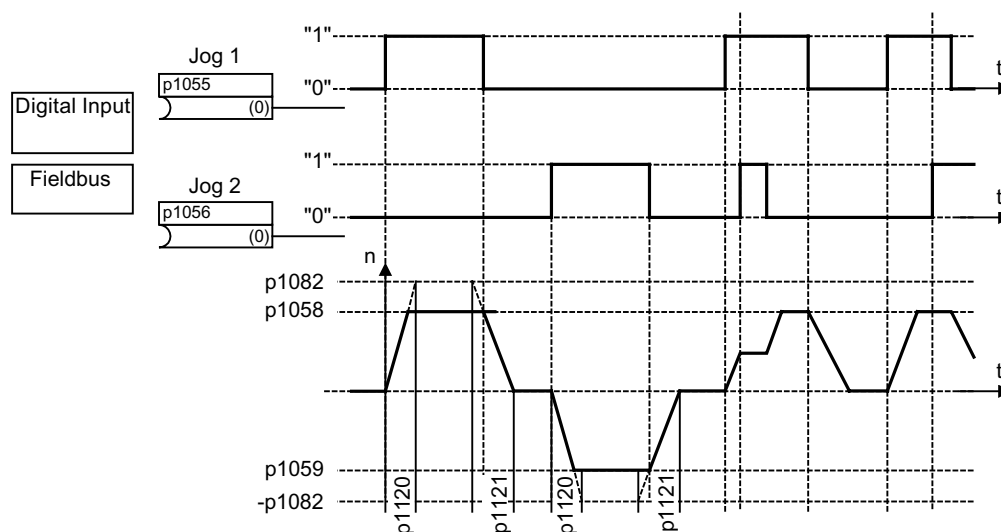 "1"
Jog 1
t
p1055
"0"
(0)
Digital Input
"1"
Fieldbus
Jog 2
t
p1056
"0"
(0)
n
p1082
p1058
t
p1059
-p1082
p1120
p1121
p1120
p1121